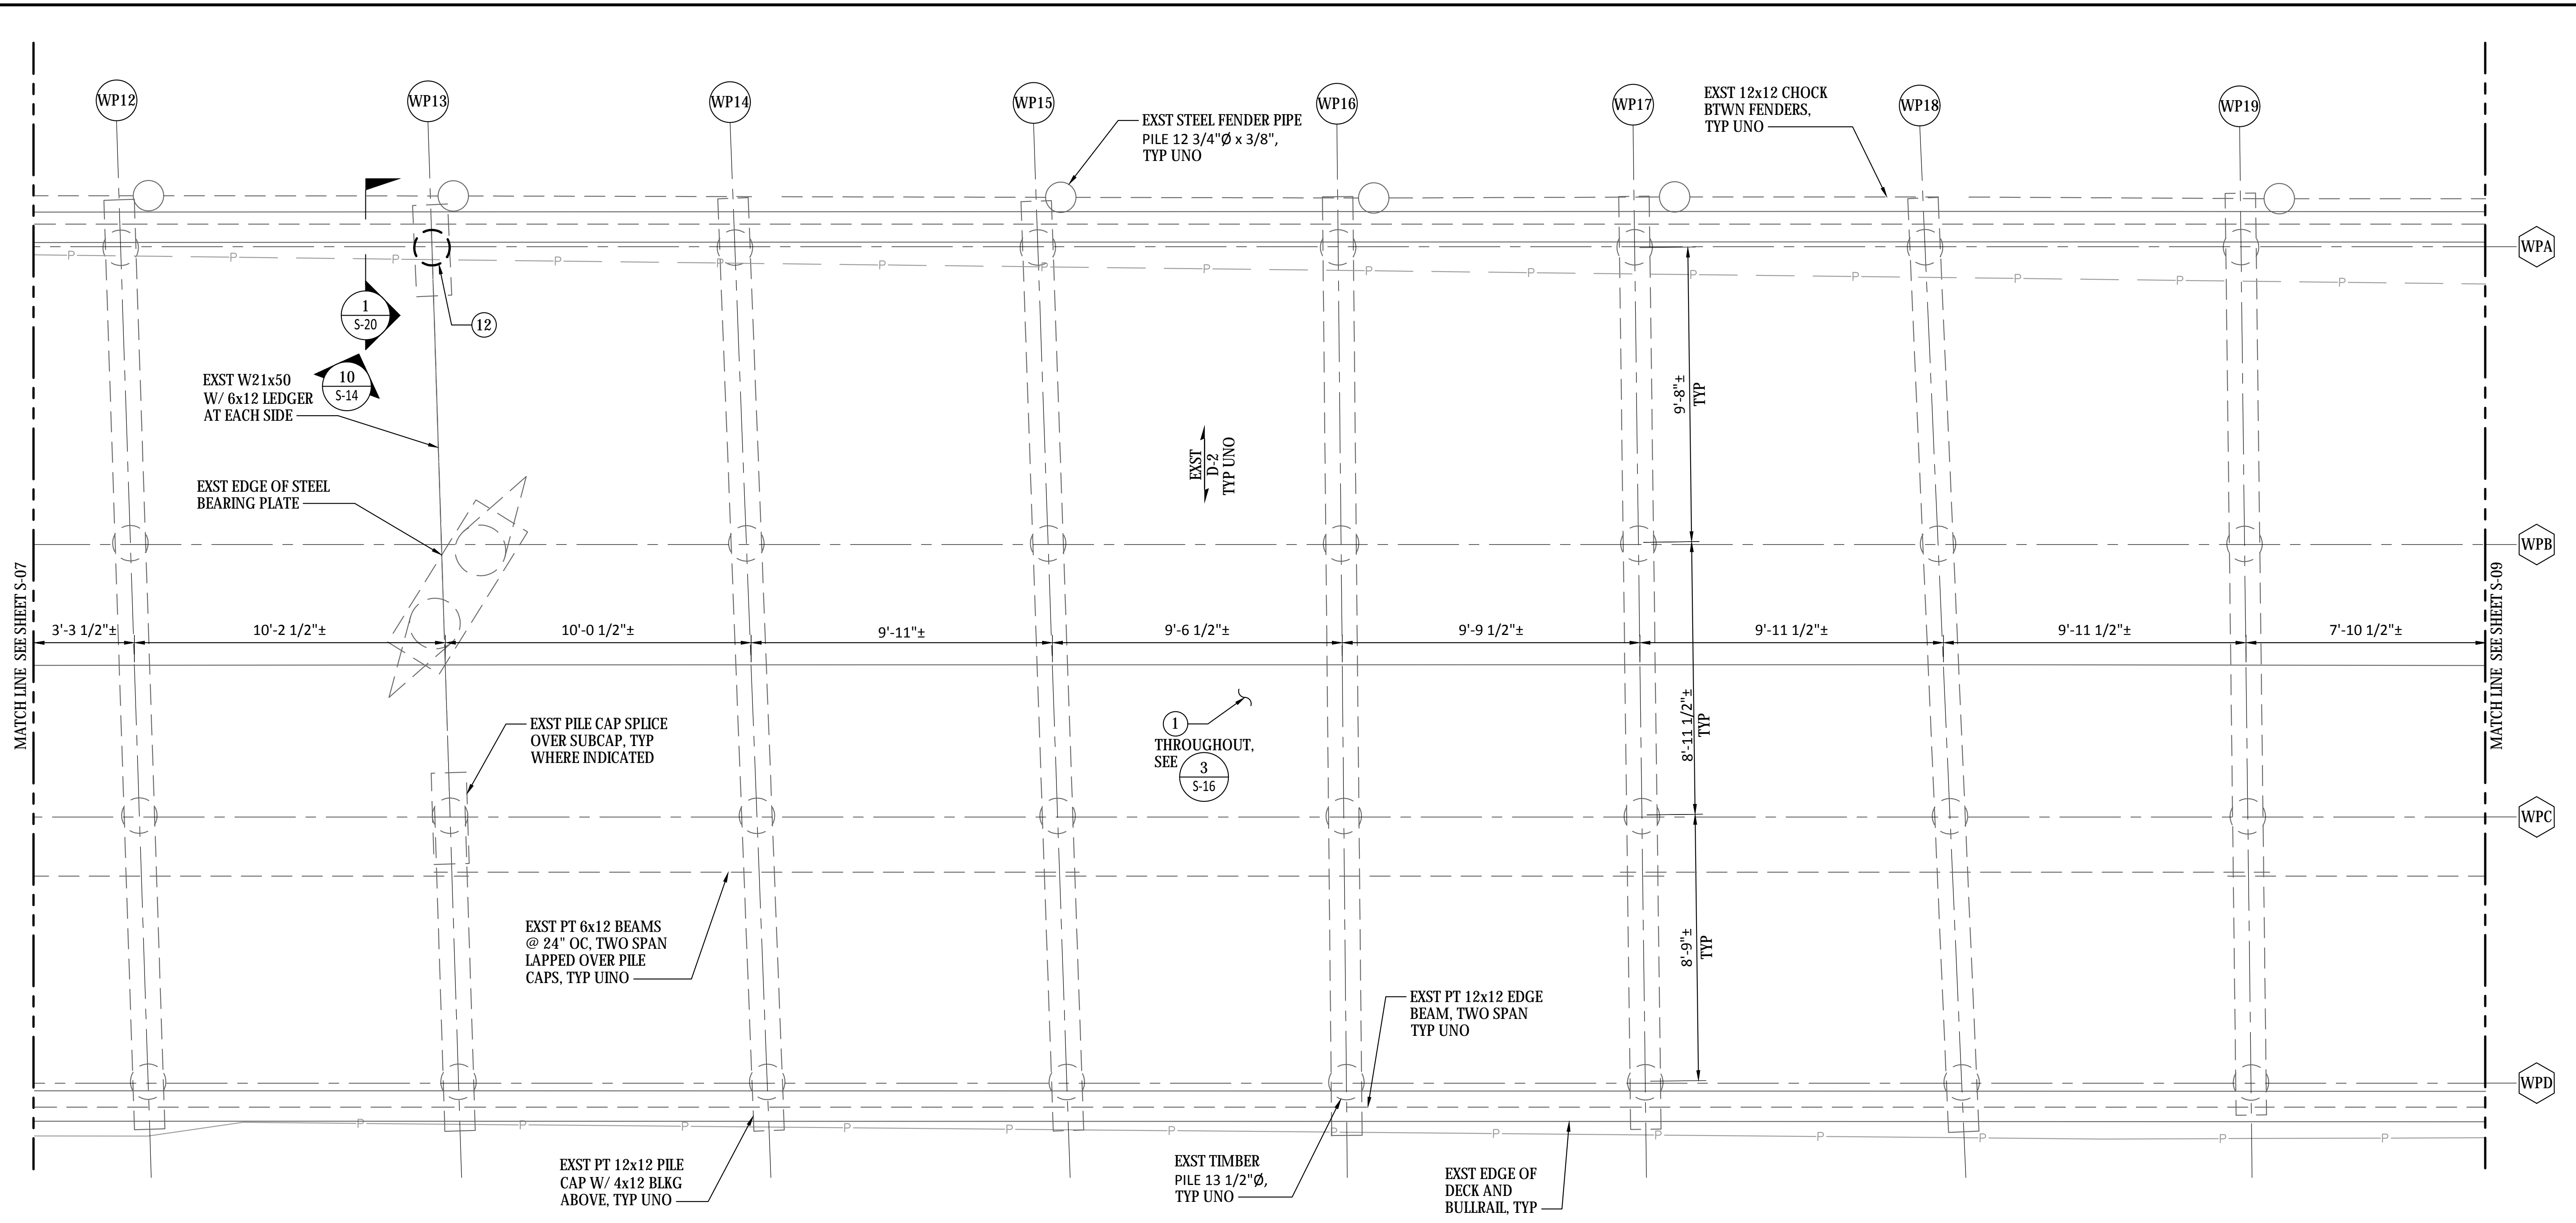 WP12
WP13
WP14
WP15
WP16
WP17
WP18
WP19
EXST STEEL FENDER PIPE
PILE 12 3/4"Ø x 3/8",
TYP UNO
EXST 12x12 CHOCK
BTWN FENDERS,
TYP UNO
WPA
P P P P P P P P P P P P P P P
1
S-20
12
EXST W21x50
W/ 6x12 LEDGER
AT EACH SIDE
10
S-14
9'-8"±
TYP
EXST
D-2
TYP UNO
EXST EDGE OF STEEL
BEARING PLATE
WPB
MATCH LINE SEE SHEET S-07
MATCH LINE SEE SHEET S-09
3'-3 1/2"±
10'-2 1/2"±
10'-0 1/2"±
9'-11"±
9'-6 1/2"±
9'-9 1/2"±
9'-11 1/2"±
9'-11 1/2"±
7'-10 1/2"±
8'-11 1/2"±
TYP
EXST PILE CAP SPLICE
OVER SUBCAP, TYP
WHERE INDICATED
1
THROUGHOUT,
SEE
3
S-16
WPC
EXST PT 6x12 BEAMS
@ 24" OC, TWO SPAN
LAPPED OVER PILE
CAPS, TYP UINO
8'-9"±
TYP
EXST PT 12x12 EDGE
BEAM, TWO SPAN
TYP UNO
WPD
P P P P P P P P P P P P P
EXST PT 12x12 PILE
CAP W/ 4x12 BLKG
ABOVE, TYP UNO
EXST TIMBER
PILE 13 1/2"Ø,
TYP UNO
EXST EDGE OF
DECK AND
BULLRAIL, TYP